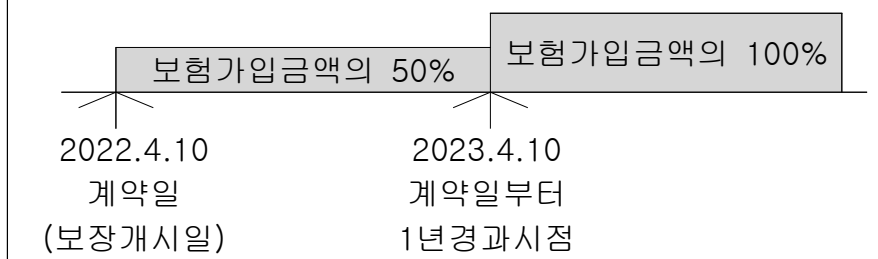 보험가입금액의 50%
보험가입금액의 100%
2022.4.10
계약일
(보장개시일)
2023.4.10
계약일부터
1년경과시점